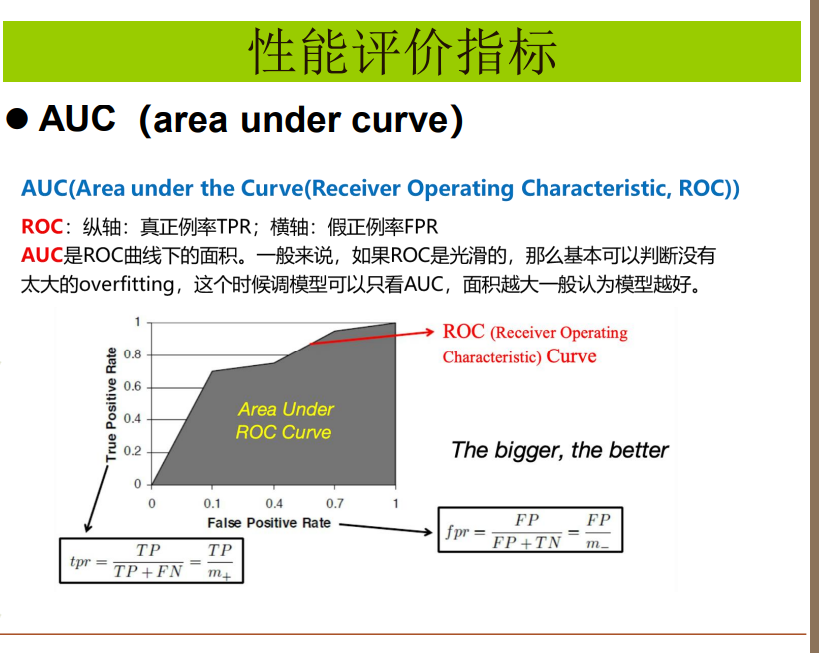 性能评价指标
● AUC（area under curve）
AUC(Area under the Curve(Receiver Operating Characteristic, ROC))
ROC：纵轴：真正例率TPR；横轴：假正例率FPR
AUC是ROC曲线下的面积。一般来说，如果ROC是光滑的，那么基本可以判断没有
太大的overfitting，这个时候调模型可以只看AUC，面积越大一般认为模型越好。
1
0.8
0.6
0.4
0.2
0
True Positive Rate
Area Under
ROC Curve
0 0.1 0.4 0.7 1
False Positive Rate
ROC (Receiver Operating
Characteristic) Curve
The bigger, the better
tpr = TP / (TP + FN) = TP / m₊
fpr = FP / (FP + TN) = FP / m₋